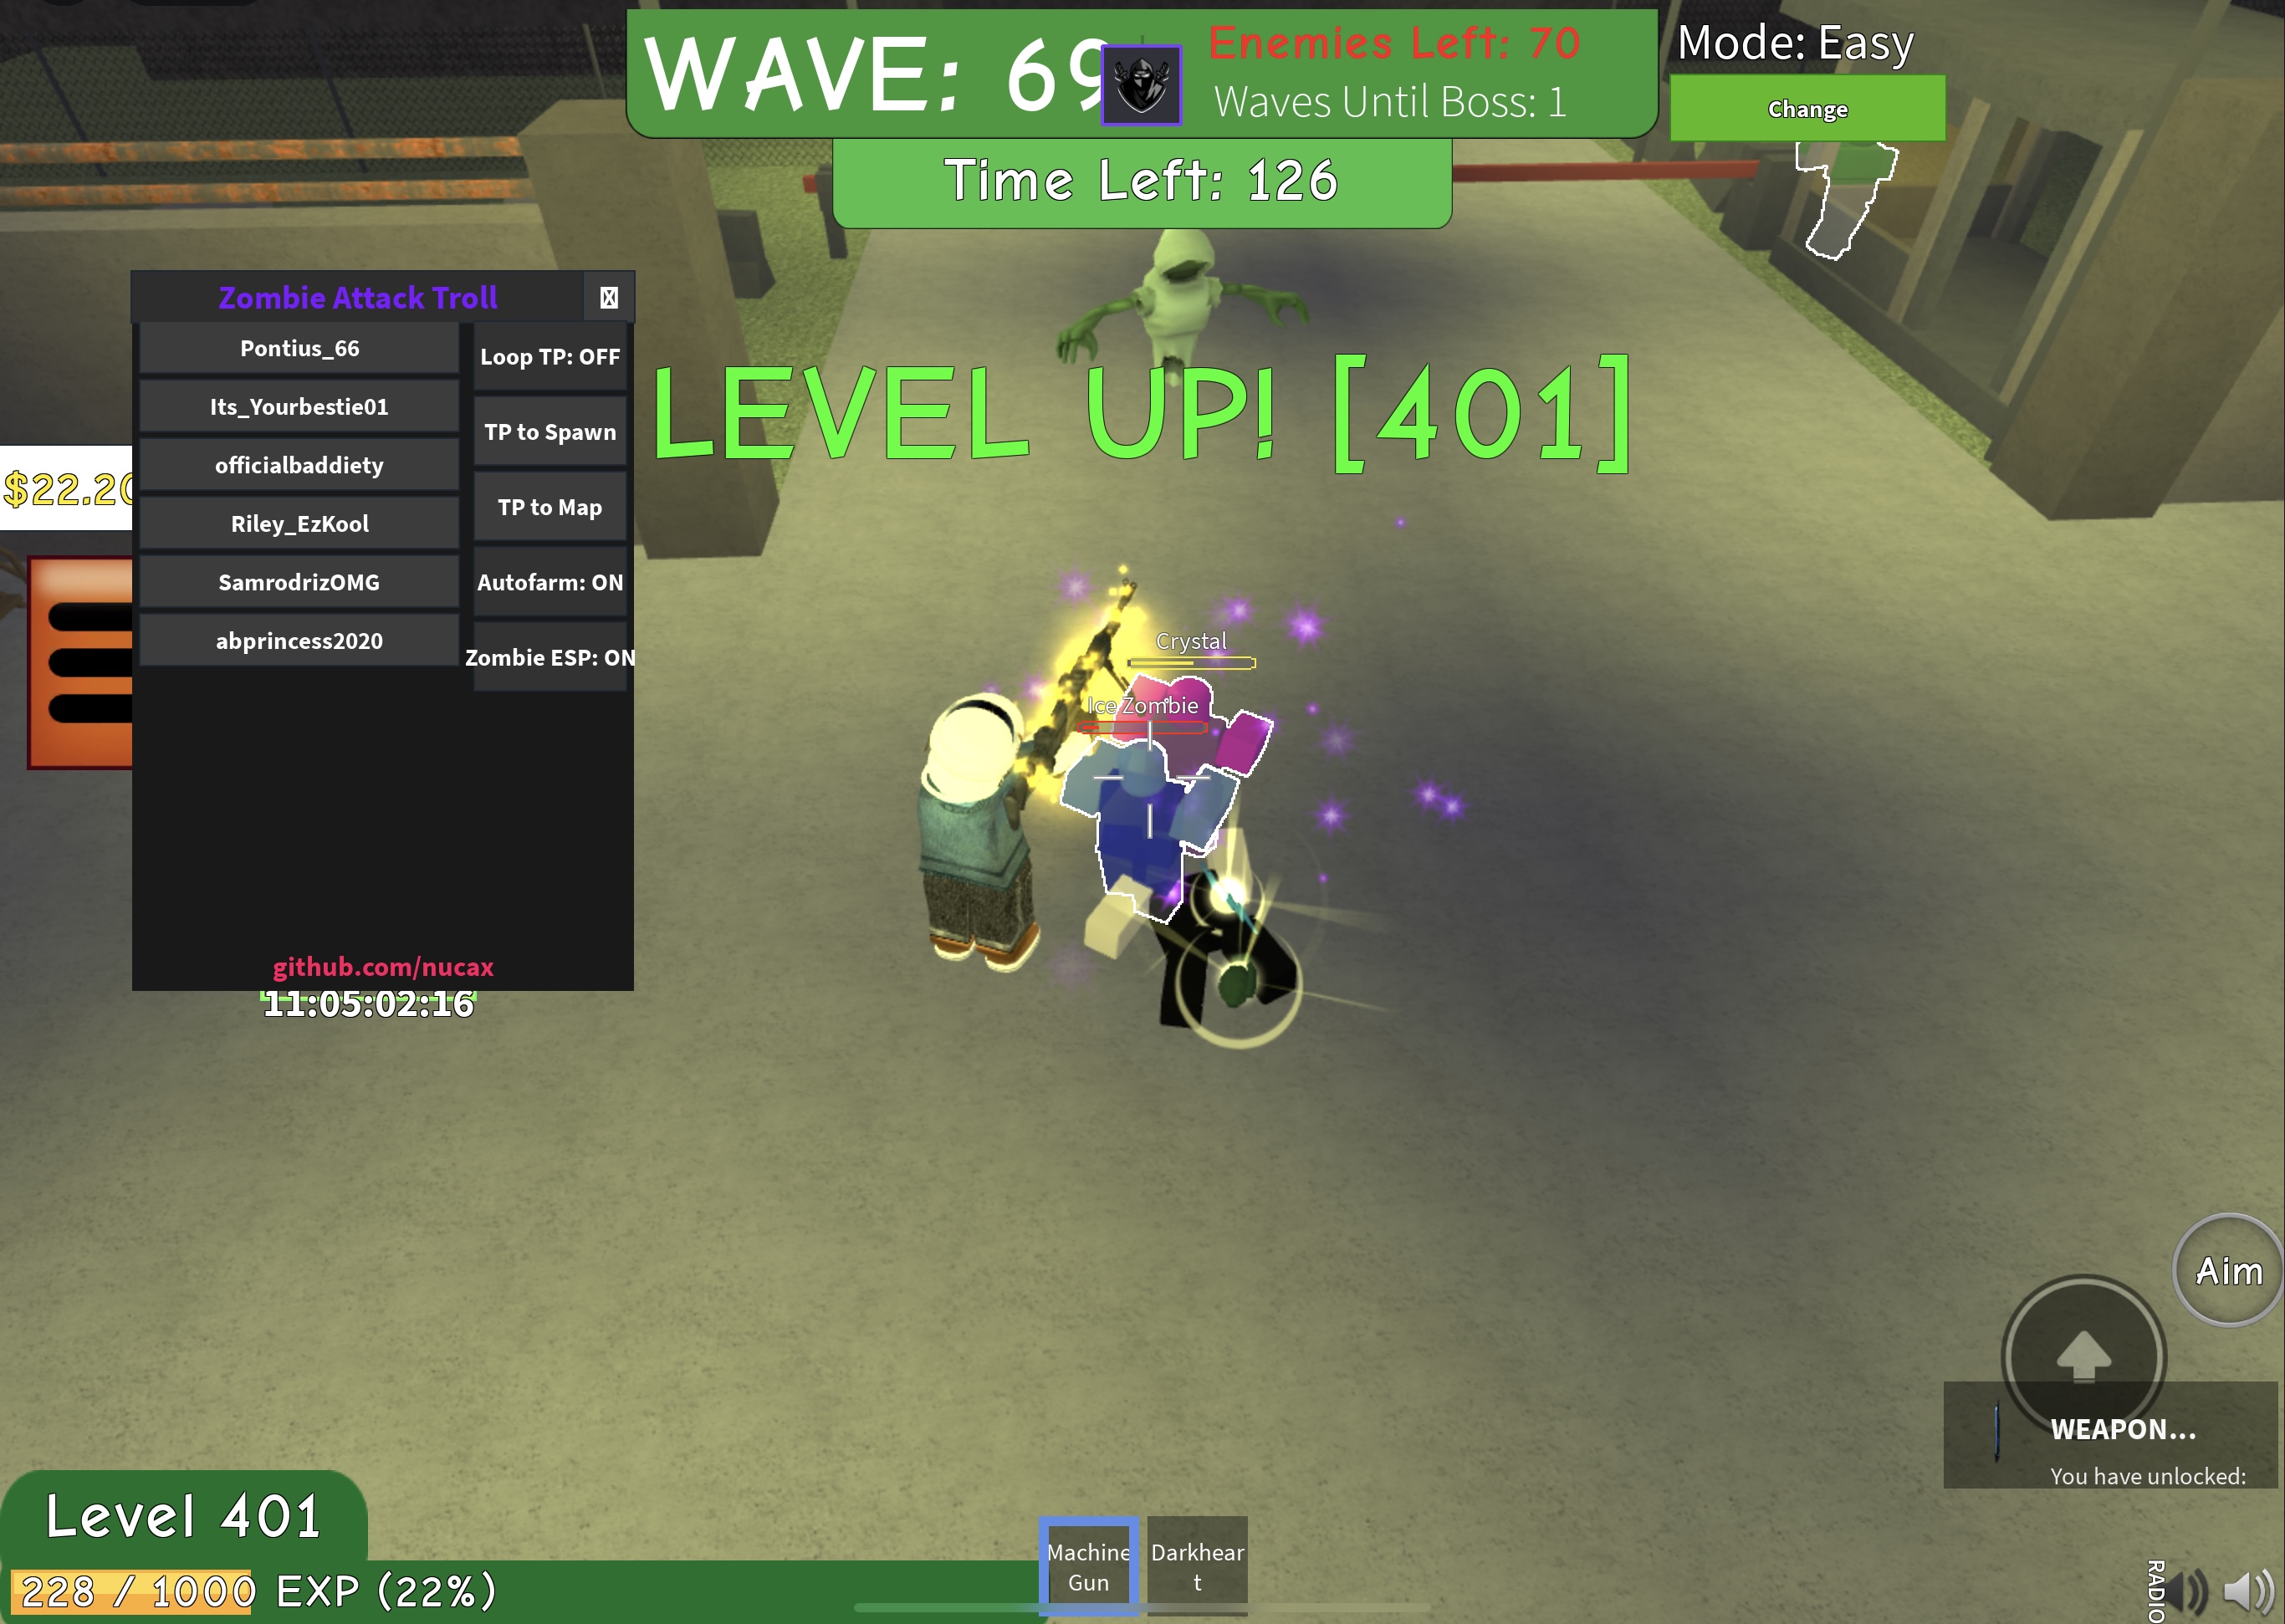 WAVE: 69
Enemies Left: 70
Waves Until Boss: 1
Mode: Easy
Change
Time Left: 126
Zombie Attack Troll
Pontius_66
Its_Yourbestie01
officialbaddiety
Riley_EzKool
SamrodrizOMG
abprincess2020
Loop TP: OFF
TP to Spawn
TP to Map
Autofarm: ON
Zombie ESP: ON
github.com/nucax
11:05:02:16
$22.20
LEVEL UP! [401]
Crystal
Ice Zombie
Aim
WEAPON...
You have unlocked:
Level 401
228 / 1000 EXP (22%)
Machine
Gun
Darkhear
t
RADIO